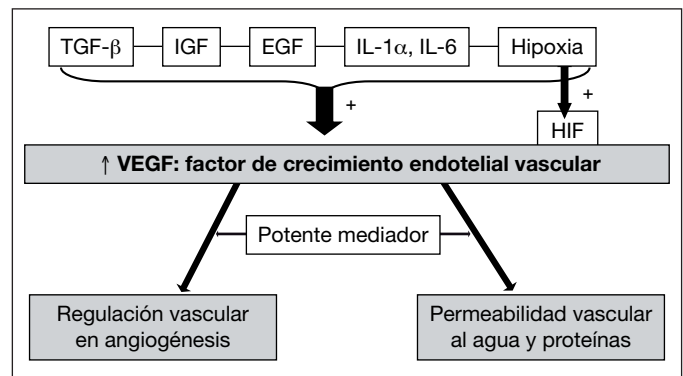 TGF-β
IGF
EGF
IL-1α, IL-6
Hipoxia
+
+
HIF
↑ VEGF: factor de crecimiento endotelial vascular
Potente mediador
Regulación vascular
en angiogénesis
Permeabilidad vascular
al agua y proteínas